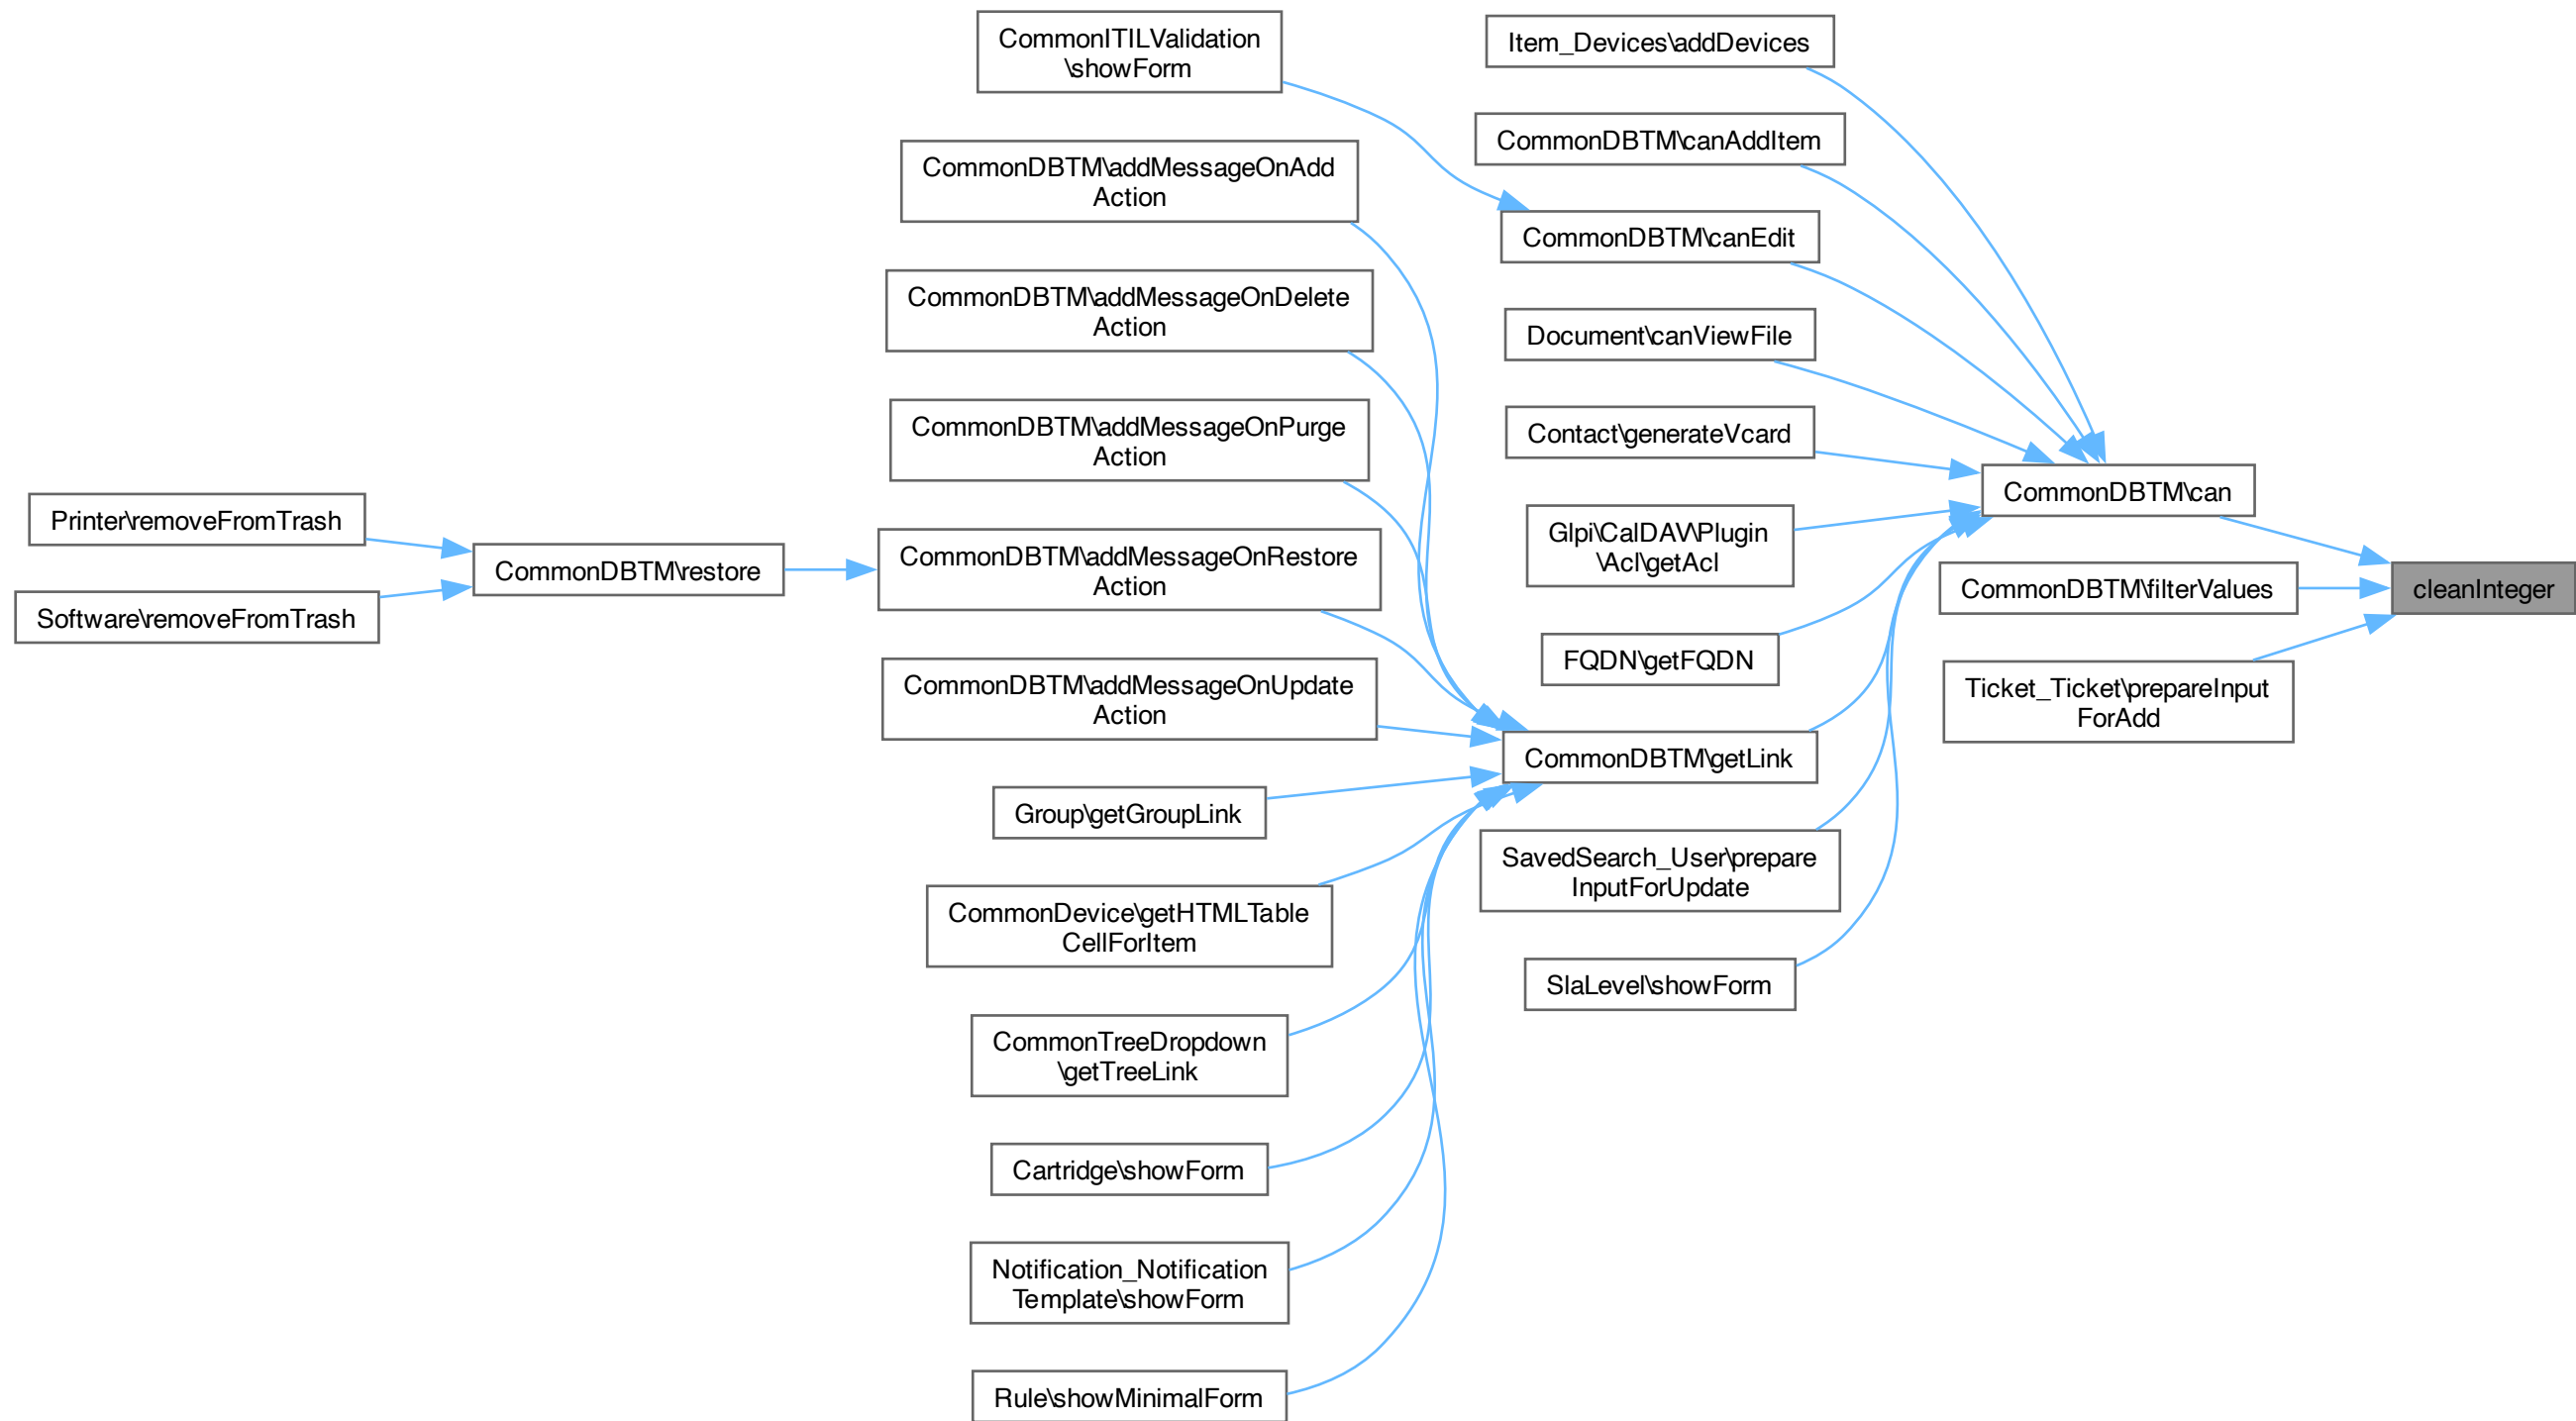 CommonITILValidation
\showForm
CommonDBTM\addMessageOnAdd
Action
CommonDBTM\addMessageOnDelete
Action
CommonDBTM\addMessageOnPurge
Action
Printer\removeFromTrash
Software\removeFromTrash
CommonDBTM\restore
CommonDBTM\addMessageOnRestore
Action
CommonDBTM\addMessageOnUpdate
Action
Group\getGroupLink
CommonDevice\getHTMLTable
CellForItem
CommonTreeDropdown
\getTreeLink
Cartridge\showForm
Notification_Notification
Template\showForm
Rule\showMinimalForm
Item_Devices\addDevices
CommonDBTM\canAddItem
CommonDBTM\canEdit
Document\canViewFile
Contact\generateVcard
Glpi\CalDAV\Plugin
\Acl\getAcl
FQDN\getFQDN
CommonDBTM\getLink
SavedSearch_User\prepare
InputForUpdate
SlaLevel\showForm
CommonDBTM\can
CommonDBTM\filterValues
Ticket_Ticket\prepareInput
ForAdd
cleanInteger